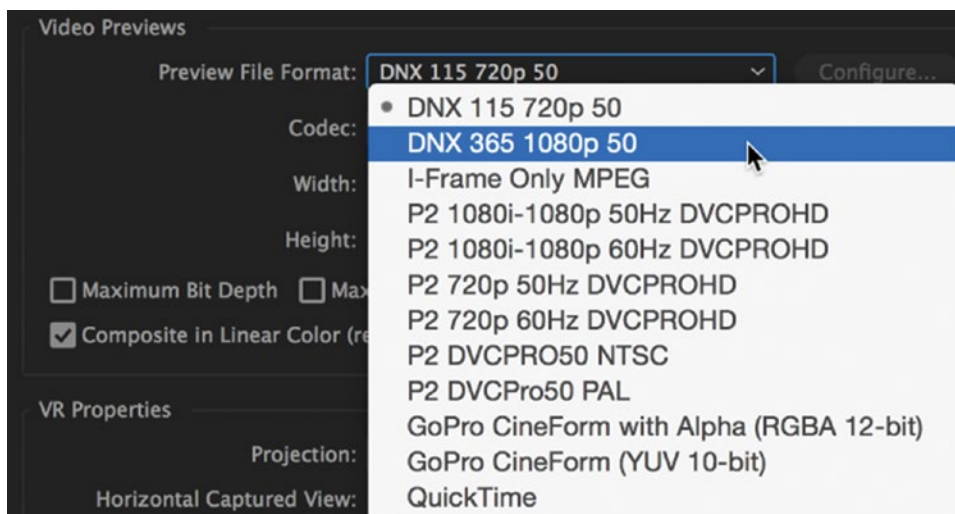 Video Previews
Preview File Format: DNX 115 720p 50 Configure...
DNX 115 720p 50
Codec:
DNX 365 1080p 50
Width:
I-Frame Only MPEG
P2 1080i-1080p 50Hz DVCPROHD
Height:
P2 1080i-1080p 60Hz DVCPROHD
Maximum Bit Depth
P2 720p 50Hz DVCPROHD
Composite in Linear Color
P2 720p 60Hz DVCPROHD
P2 DVCPRO50 NTSC
P2 DVCPro50 PAL
VR Properties
GoPro CineForm with Alpha (RGBA 12-bit)
Projection:
GoPro CineForm (YUV 10-bit)
Horizontal Captured View:
QuickTime